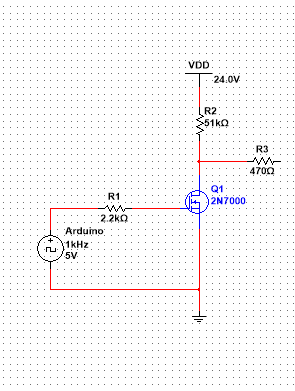 VDD
24.0V
R2
51kΩ
R3
470Ω
Q1
2N7000
R1
2.2kΩ
Arduino
1kHz
5V